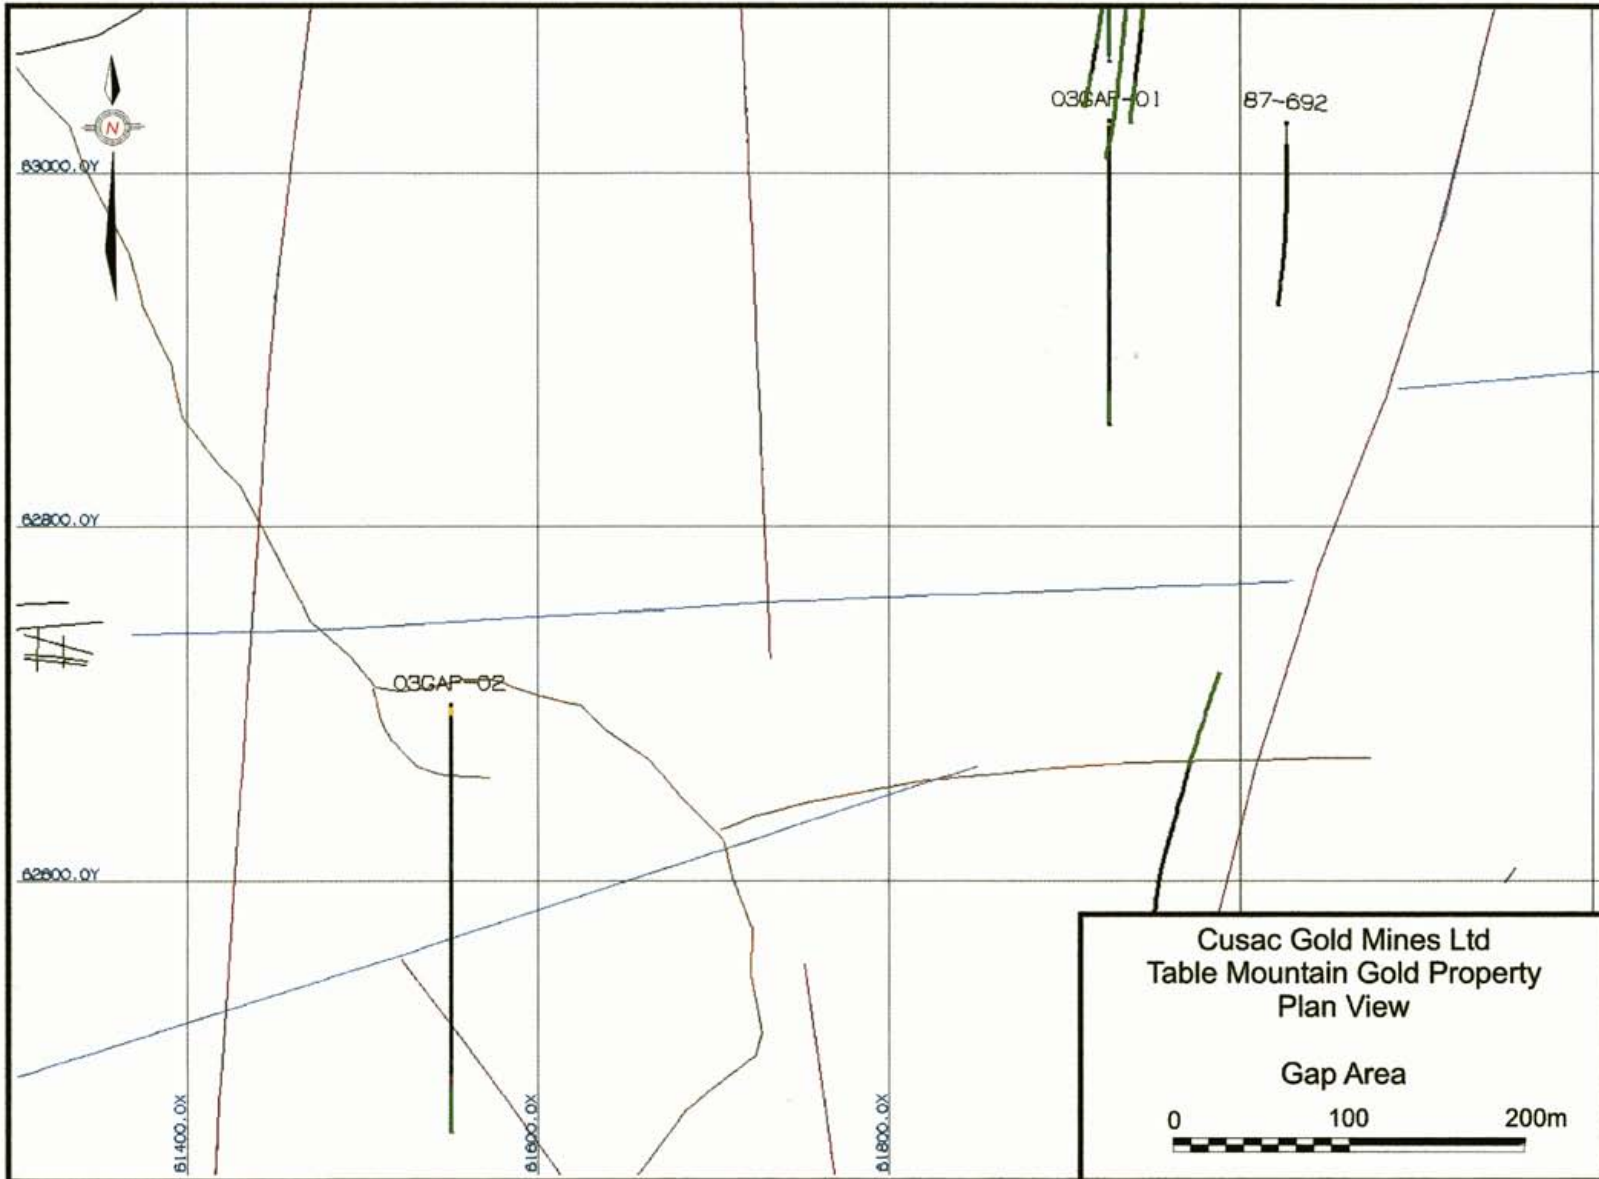 03GAP-01
87-692
N
63000.0Y
62800.0Y
03GAP-02
62600.0Y
61400.0X
61600.0X
61800.0X
Cusac Gold Mines Ltd
Table Mountain Gold Property
Plan View
Gap Area
0 100 200m